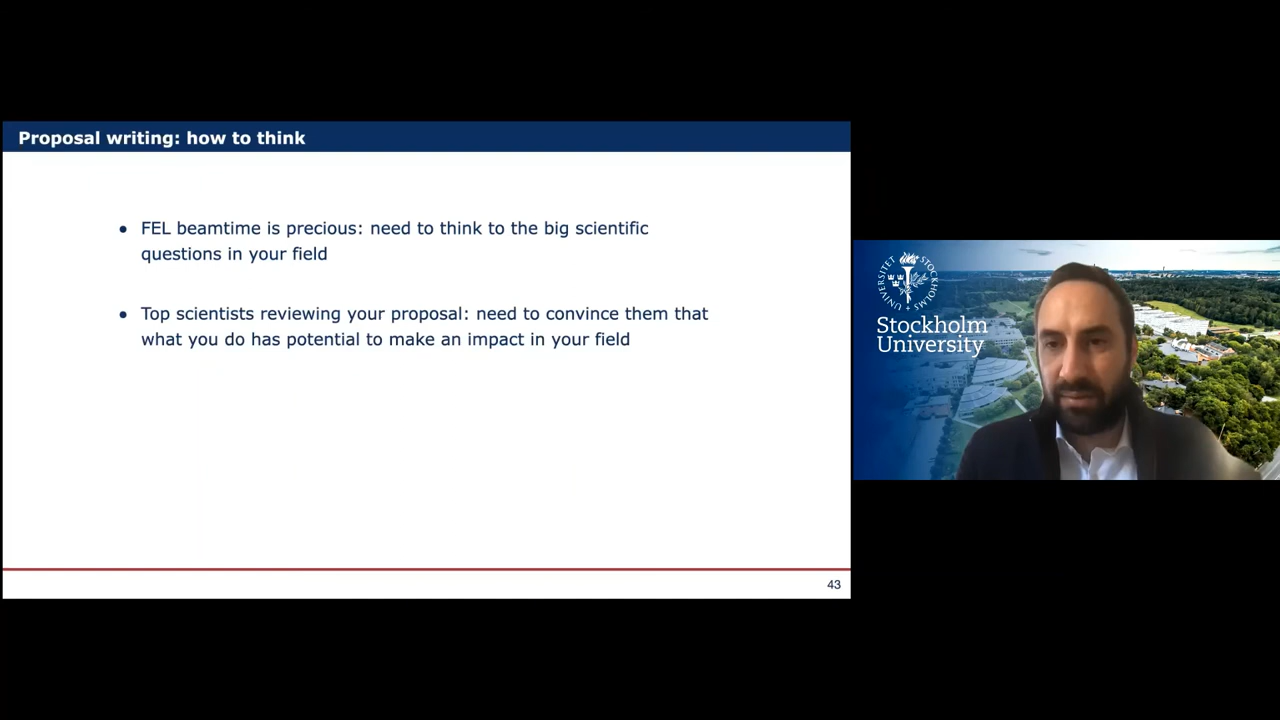 Proposal writing: how to think
● FEL beamtime is precious: need to think to the big scientific
questions in your field
● Top scientists reviewing your proposal: need to convince them that
what you do has potential to make an impact in your field
43
UNIVERSITET STOCKHOLMS
Stockholm
University